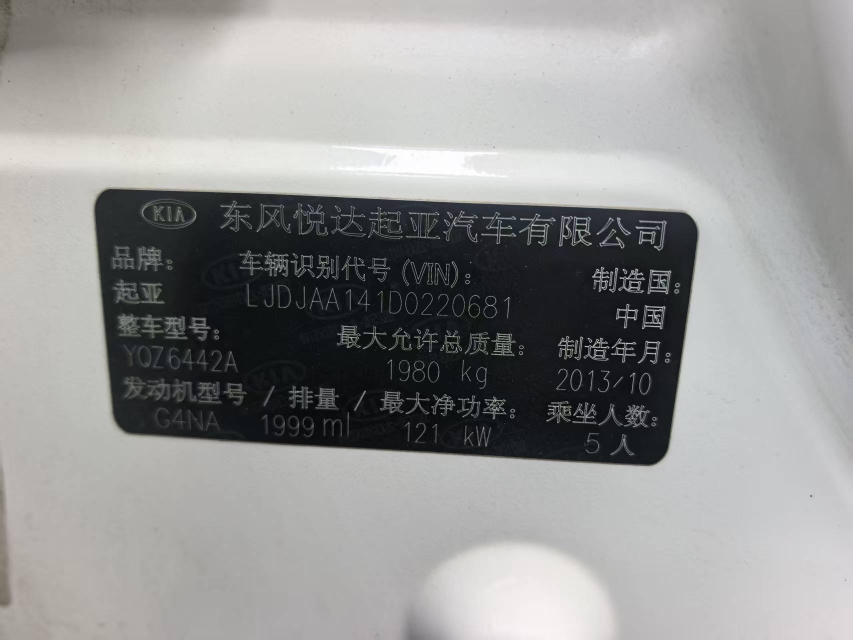 KIA 东风悦达起亚汽车有限公司
品牌: 车辆识别代号 (VIN): 制造国:
起亚 LJDJAA141D0220681 中国
整车型号: 最大允许总质量: 制造年月:
YQZ6442A 1980 kg 2013/10
发动机型号 / 排量 / 最大净功率: 乘坐人数:
G4NA 1999ml 121 kW 5人